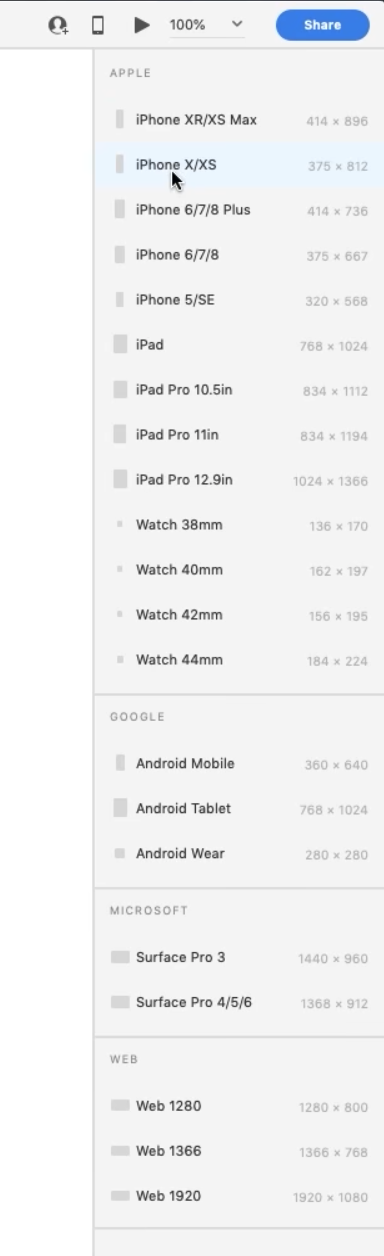 100% Share
APPLE
iPhone XR/XS Max 414 × 896
iPhone X/XS 375 × 812
iPhone 6/7/8 Plus 414 × 736
iPhone 6/7/8 375 × 667
iPhone 5/SE 320 × 568
iPad 768 × 1024
iPad Pro 10.5in 834 × 1112
iPad Pro 11in 834 × 1194
iPad Pro 12.9in 1024 × 1366
Watch 38mm 136 × 170
Watch 40mm 162 × 197
Watch 42mm 156 × 195
Watch 44mm 184 × 224
GOOGLE
Android Mobile 360 × 640
Android Tablet 768 × 1024
Android Wear 280 × 280
MICROSOFT
Surface Pro 3 1440 × 960
Surface Pro 4/5/6 1368 × 912
WEB
Web 1280 1280 × 800
Web 1366 1366 × 768
Web 1920 1920 × 1080